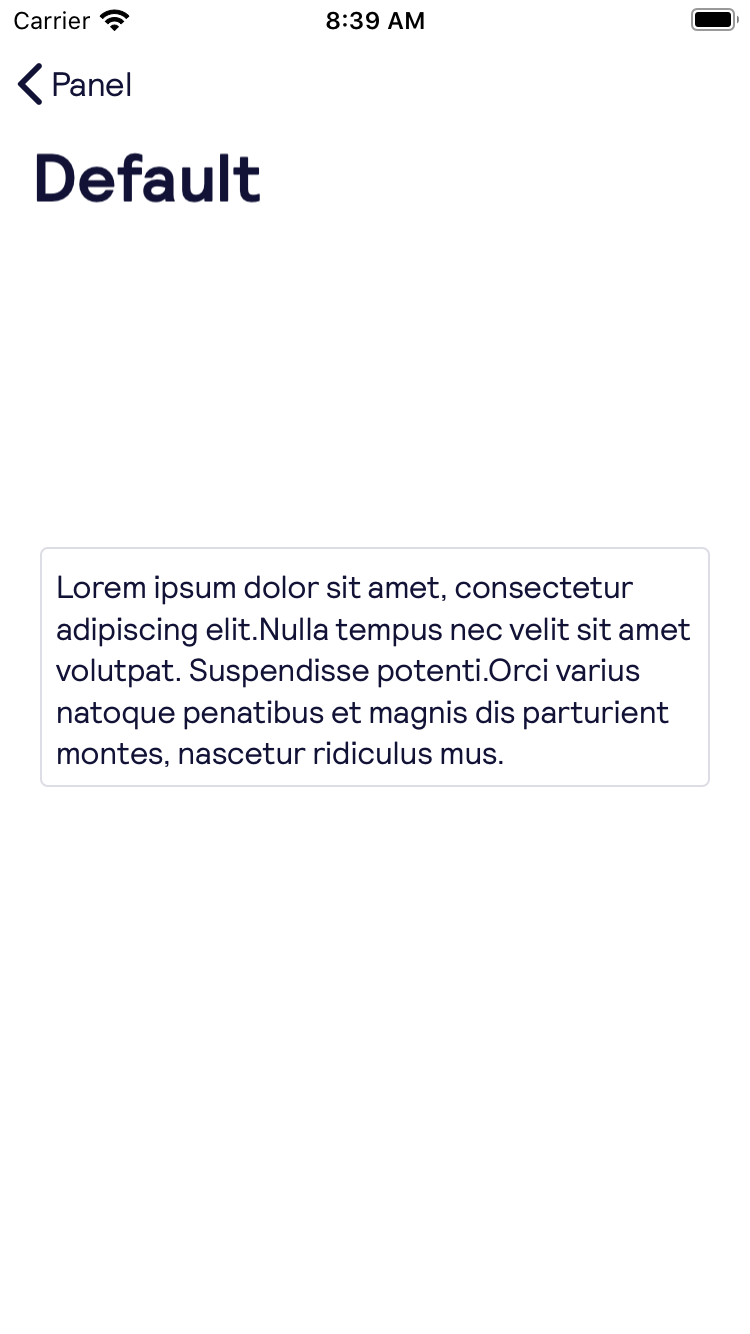 Carrier 8:39 AM
Panel
Default
Lorem ipsum dolor sit amet, consectetur
adipiscing elit.Nulla tempus nec velit sit amet
volutpat. Suspendisse potenti.Orci varius
natoque penatibus et magnis dis parturient
montes, nascetur ridiculus mus.